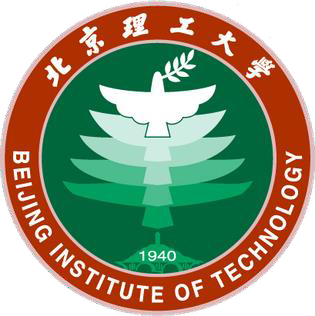 北京理工大學
1940
BEIJING INSTITUTE OF TECHNOLOGY